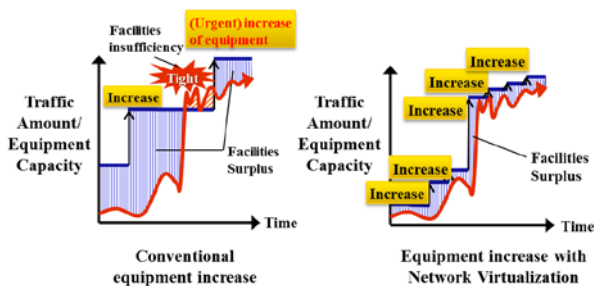 Facilities
insufficiency
(Urgent) increase
of equipment
Tight
Increase
Traffic
Amount/
Equipment
Capacity
Facilities
Surplus
Time
Conventional
equipment increase
Increase
Increase
Increase
Traffic
Amount/
Equipment
Capacity
Increase
Increase
Facilities
Surplus
Time
Equipment increase with
Network Virtualization